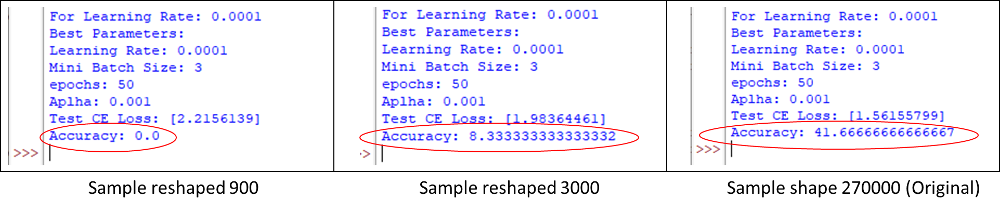 For Learning Rate: 0.0001
Best Parameters:
Learning Rate: 0.0001
Mini Batch Size: 3
epochs: 50
Aplha: 0.001
Test CE Loss: [2.2156139]
Accuracy: 0.0
>>>
Sample reshaped 900
For Learning Rate: 0.0001
Best Parameters:
Learning Rate: 0.0001
Mini Batch Size: 3
epochs: 50
Aplha: 0.001
Test CE Loss: [1.98364461]
Accuracy: 8.333333333333332
>>
Sample reshaped 3000
For Learning Rate: 0.0001
Best Parameters:
Learning Rate: 0.0001
Mini Batch Size: 3
epochs: 50
Aplha: 0.001
Test CE Loss: [1.56155799]
Accuracy: 41.66666666666667
>>>
Sample shape 270000 (Original)